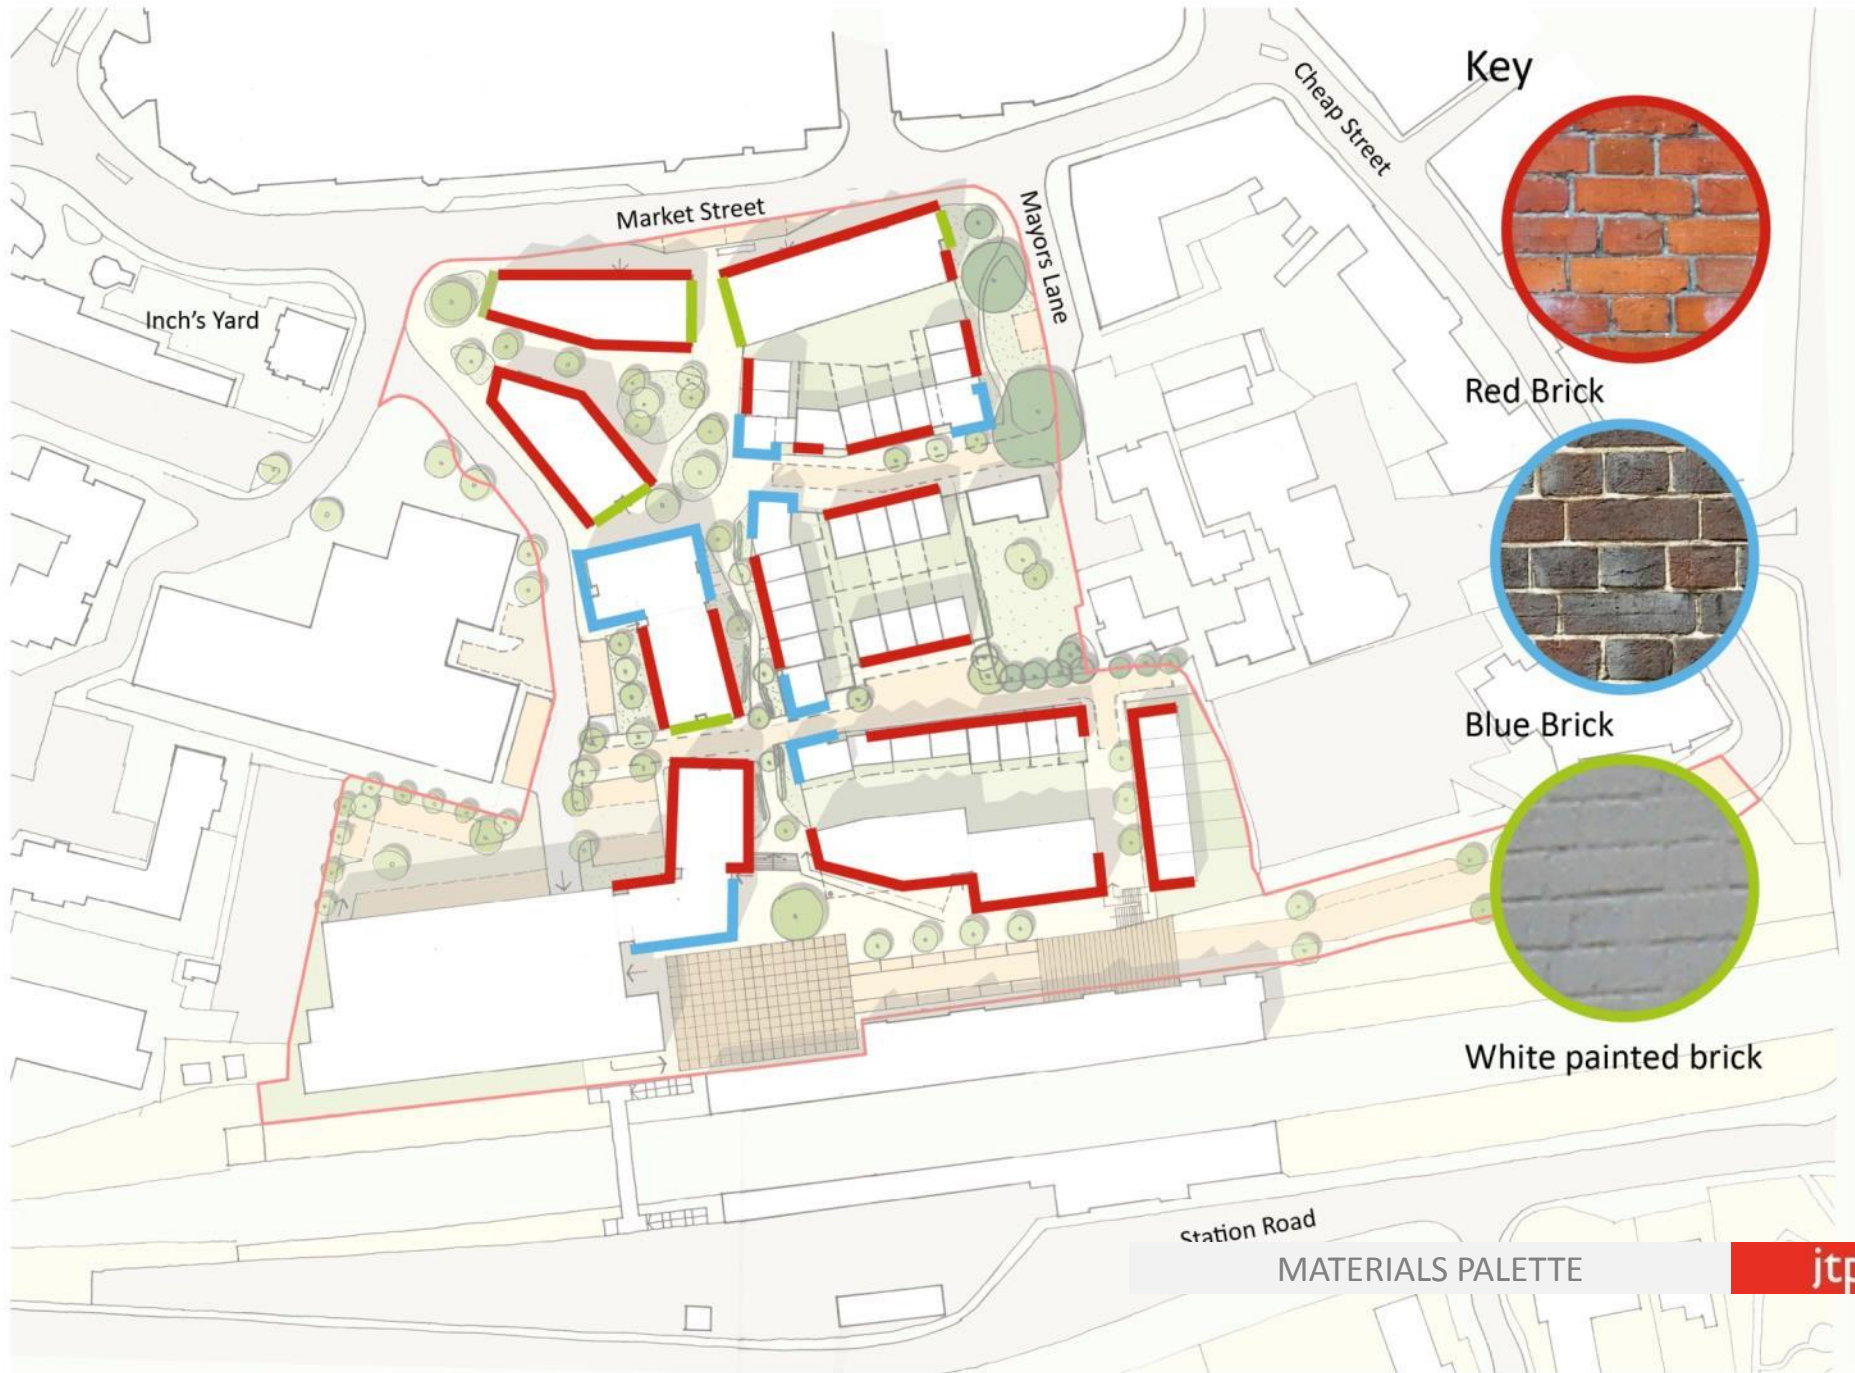 Key
Cheap Street
Market Street
Mayors Lane
Inch's Yard
Red Brick
Blue Brick
White painted brick
Station Road
MATERIALS PALETTE
jtp